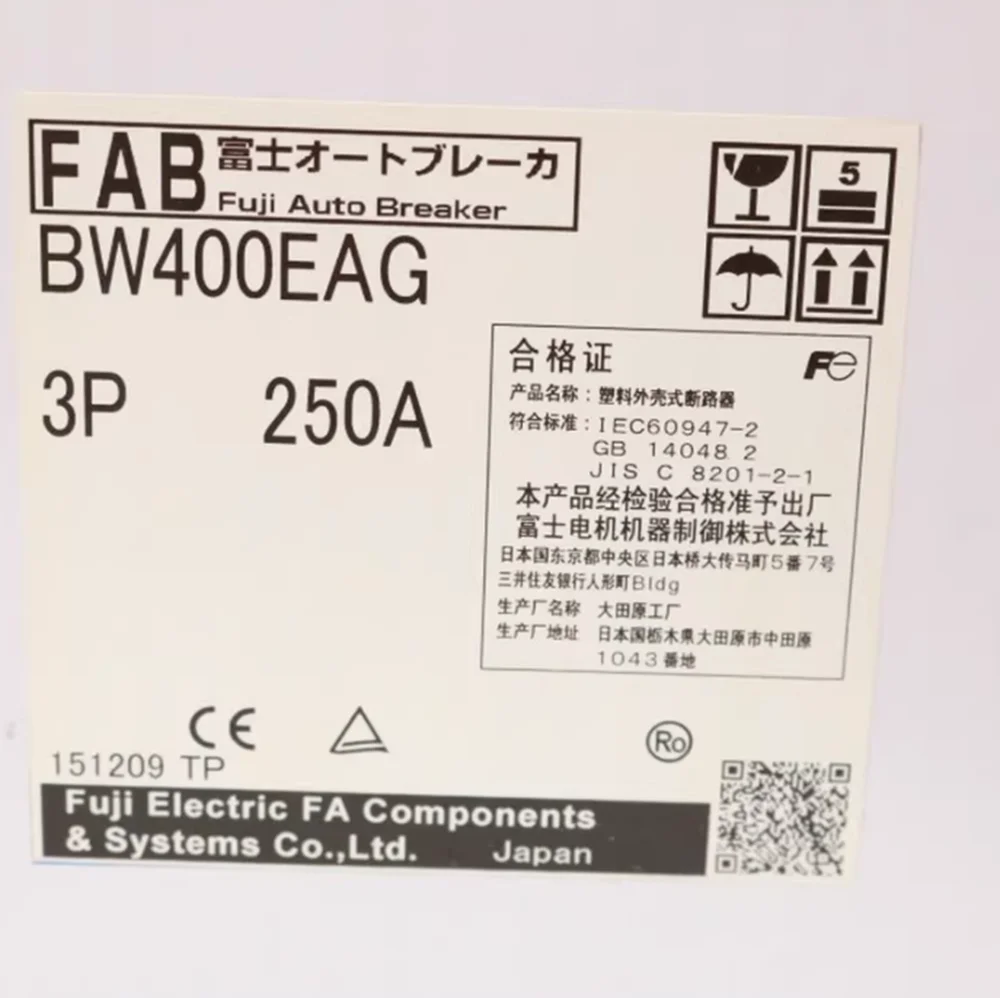 FAB 富士オートブレーカ
Fuji Auto Breaker
BW400EAG
3P 250A
5
合格证 Fe
产品名称：塑料外壳式断路器
符合标准：IEC60947-2
GB 14048.2
JIS C 8201-2-1
本产品经检验合格准予出厂
富士电机机器制御株式会社
日本国东京都中央区日本桥大传马町5番7号
三井住友银行人形町Bldg
生产厂名称 大田原工厂
生产厂地址 日本国栃木県大田原市中田原
1043番地
CE
Ro
151209 TP
Fuji Electric FA Components
& Systems Co.,Ltd. Japan